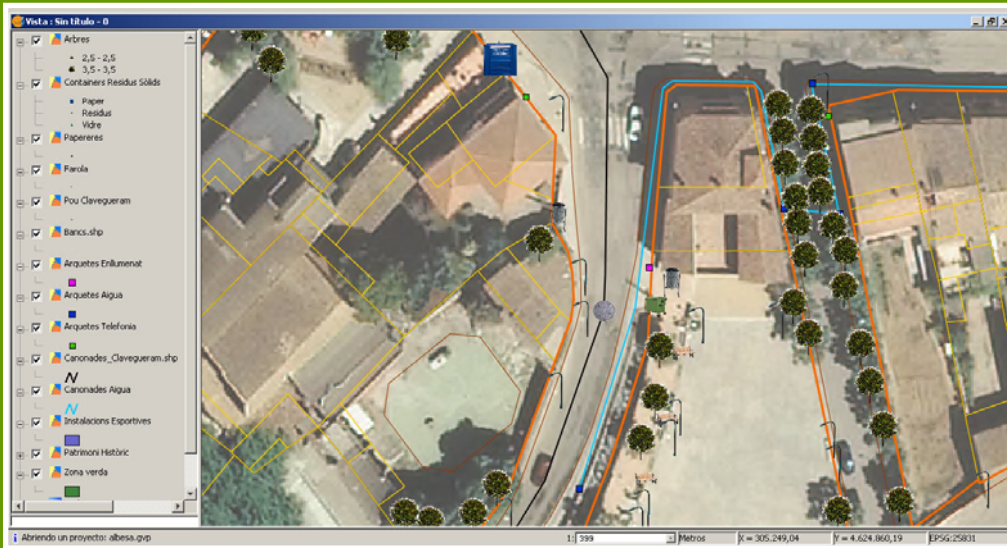 Vista : Sin título - 0
Arbres
2,5 - 2,5
3,5 - 3,5
Containers Residus Sòlids
Paper
Residus
Vidre
Papereres
Farola
Pou Clavegueram
Bancs.shp
Arquetes Enllumenat
Arquetes Aigua
Arquetes Telefonia
Canonades_Clavegueram.shp
Canonades Aigua
Instalacions Esportives
Patrimoni Històric
Zona verda
Abriendo un proyecto: albesa.gvp 1: 399 Metros X = 305.249,04 Y = 4.624.860,19 EPSG:25831